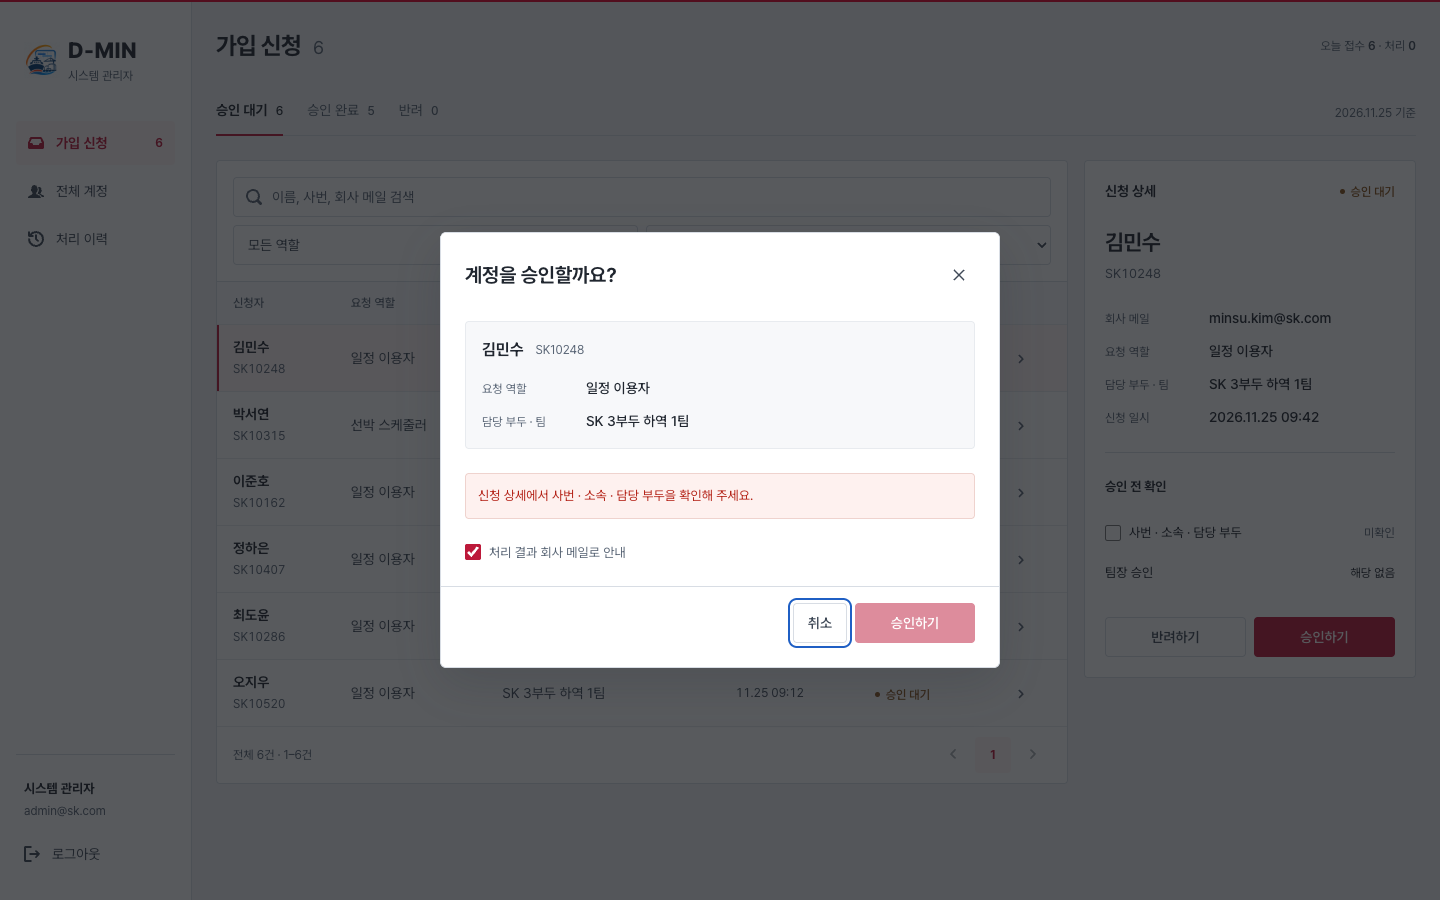 D-MIN
시스템 관리자
가입 신청 6
전체 계정
처리 이력
시스템 관리자
admin@sk.com
로그아웃
가입 신청 6
오늘 접수 6 · 처리 0
승인 대기 6 승인 완료 5 반려 0
2026.11.25 기준
이름, 사번, 회사 메일 검색
모든 역할
신청자 요청 역할
김민수
SK10248
일정 이용자
박서연
SK10315
선박 스케줄러
이준호
SK10162
일정 이용자
정하은
SK10407
일정 이용자
최도윤
SK10286
일정 이용자
오지우
SK10520
일정 이용자 SK 3부두 하역 1팀 11.25 09:12 승인 대기
전체 6건 · 1–6건
1
계정을 승인할까요?
김민수 SK10248
요청 역할 일정 이용자
담당 부두 · 팀 SK 3부두 하역 1팀
신청 상세에서 사번 · 소속 · 담당 부두을 확인해 주세요.
처리 결과 회사 메일로 안내
취소 승인하기
신청 상세 승인 대기
김민수
SK10248
회사 메일 minsu.kim@sk.com
요청 역할 일정 이용자
담당 부두 · 팀 SK 3부두 하역 1팀
신청 일시 2026.11.25 09:42
승인 전 확인
사번 · 소속 · 담당 부두 미확인
팀장 승인 해당 없음
반려하기 승인하기